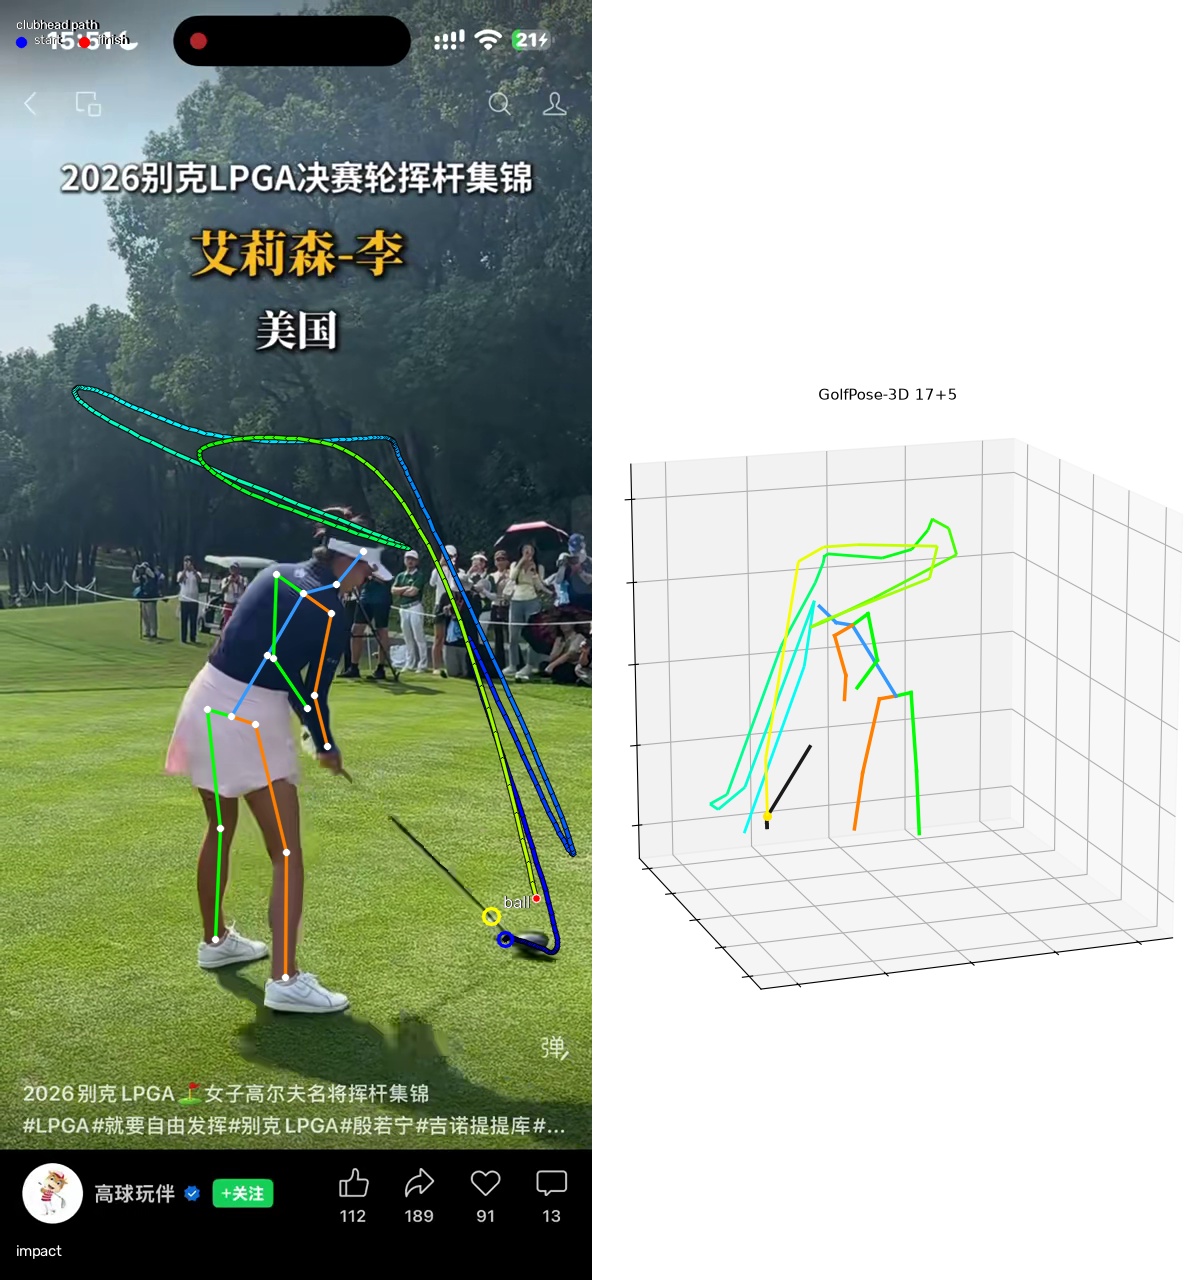 clubhead path
start finish
15:51
21
2026别克LPGA决赛轮挥杆集锦
艾莉森-李
美国
GolfPose-3D 17+5
ball
弹
2026别克LPGA⛳女子高尔夫名将挥杆集锦
#LPGA#就要自由发挥#别克LPGA#殷若宁#吉诺提提库#...
高球玩伴
+关注
112 189 91 13
impact